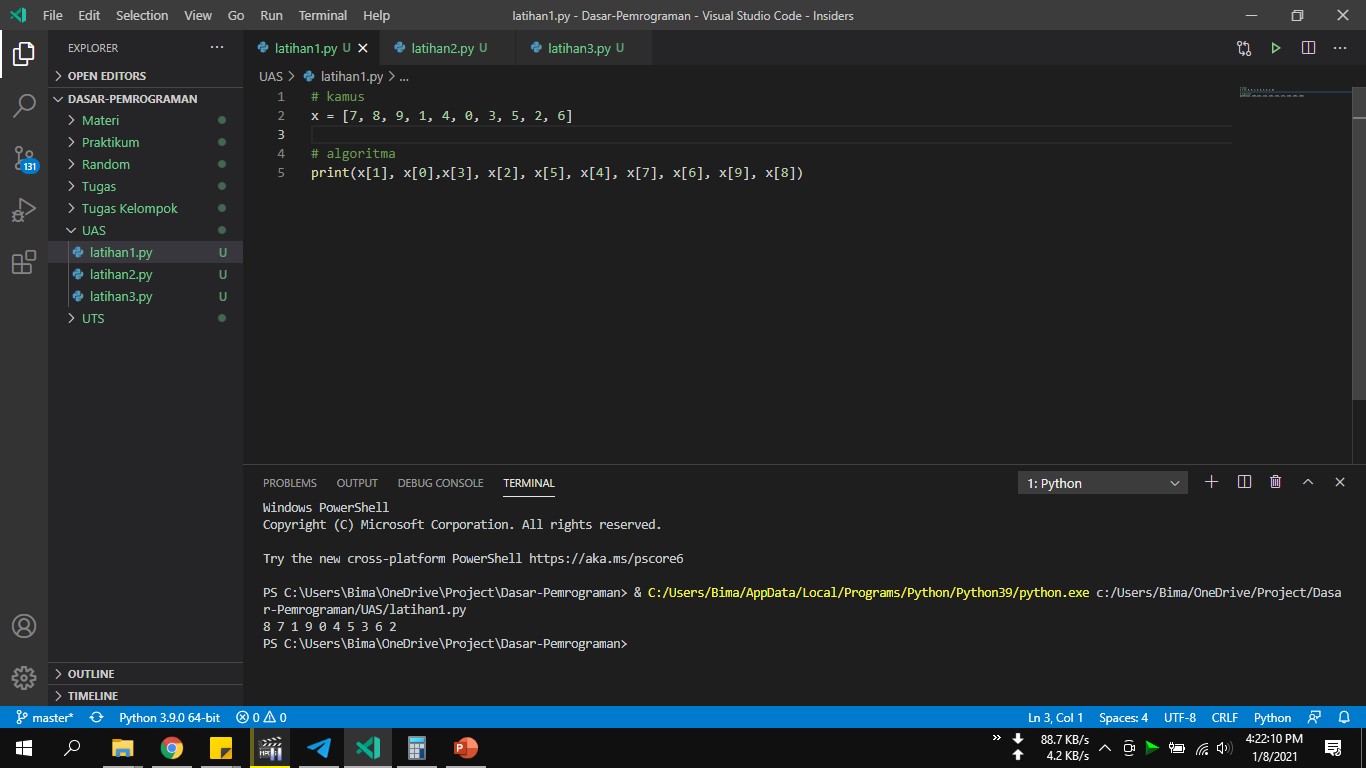 File Edit Selection View Go Run Terminal Help latihan1.py - Dasar-Pemrograman - Visual Studio Code - Insiders
EXPLORER
OPEN EDITORS
DASAR-PEMROGRAMAN
Materi
Praktikum
Random
Tugas
Tugas Kelompok
UAS
latihan1.py U
latihan2.py U
latihan3.py U
UTS
OUTLINE
TIMELINE
131
latihan1.py U latihan2.py U latihan3.py U
UAS > latihan1.py > ...
1 # kamus
2 x = [7, 8, 9, 1, 4, 0, 3, 5, 2, 6]
3
4 # algoritma
5 print(x[1], x[0],x[3], x[2], x[5], x[4], x[7], x[6], x[9], x[8])
PROBLEMS OUTPUT DEBUG CONSOLE TERMINAL 1: Python
Windows PowerShell
Copyright (C) Microsoft Corporation. All rights reserved.
Try the new cross-platform PowerShell https://aka.ms/pscore6
PS C:\Users\Bima\OneDrive\Project\Dasar-Pemrograman> & C:/Users/Bima/AppData/Local/Programs/Python/Python39/python.exe c:/Users/Bima/OneDrive/Project/Dasa
r-Pemrograman/UAS/latihan1.py
8 7 1 9 0 4 5 3 6 2
PS C:\Users\Bima\OneDrive\Project\Dasar-Pemrograman>
master* Python 3.9.0 64-bit 0 0 Ln 3, Col 1 Spaces: 4 UTF-8 CRLF Python
88.7 KB/s
4.2 KB/s
4:22:10 PM
1/8/2021